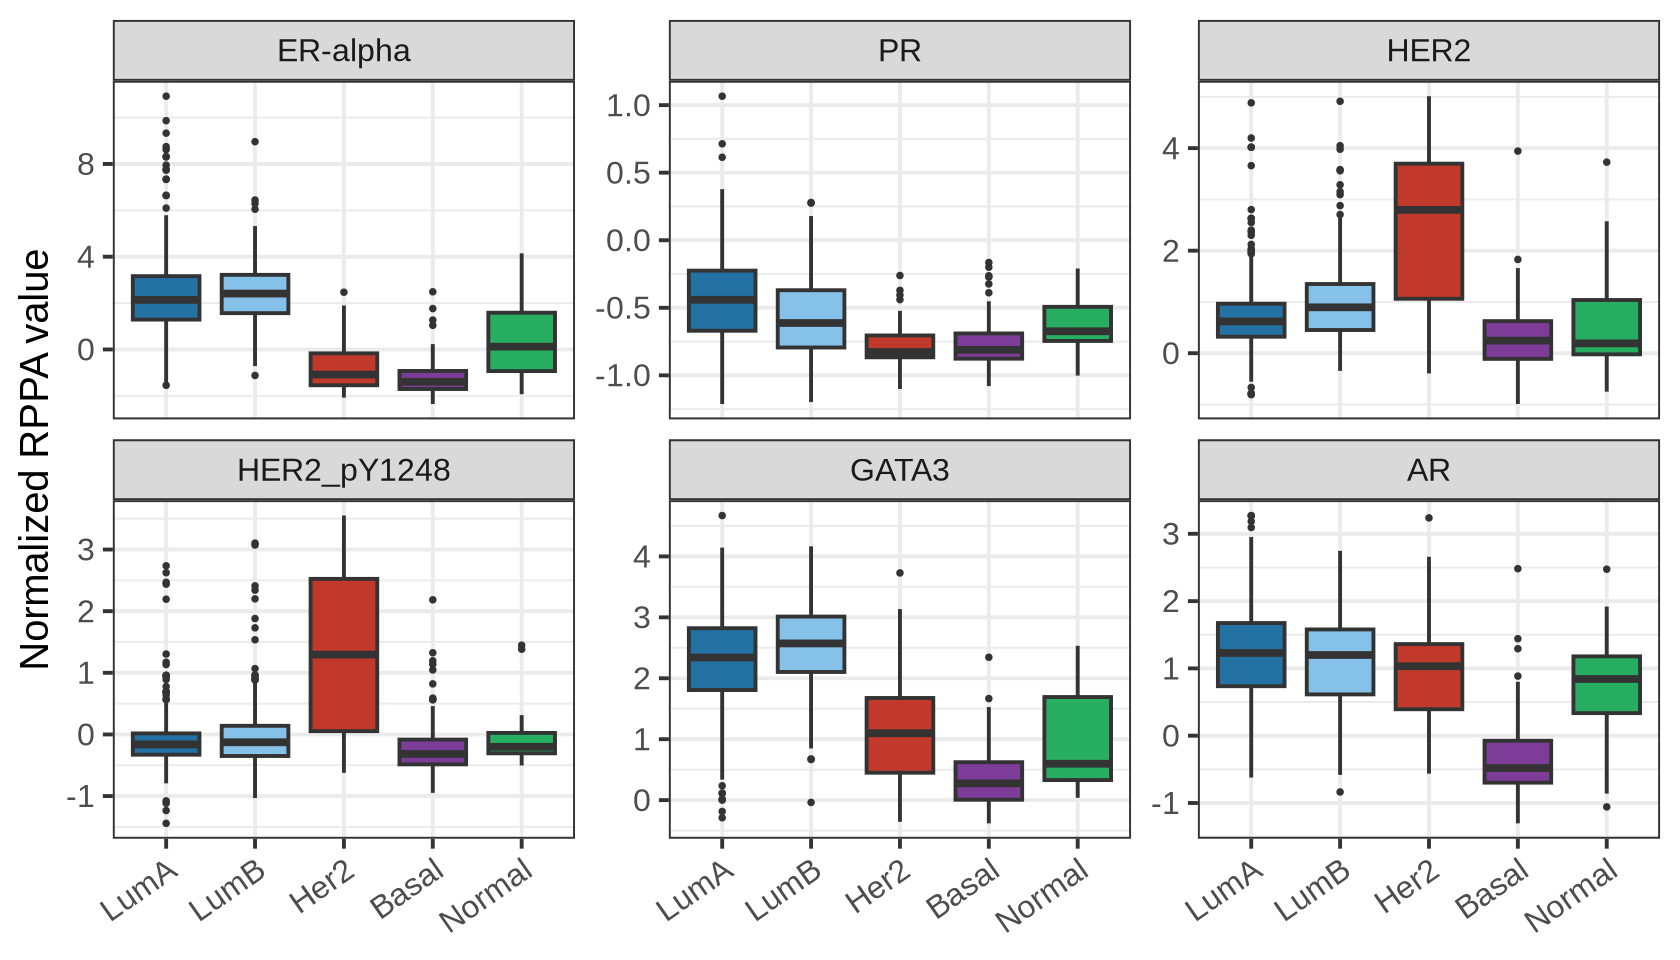 ER-alpha
PR
HER2
8
4
0
1.0
0.5
0.0
-0.5
-1.0
4
2
0
Normalized RPPA value
HER2_pY1248
GATA3
AR
3
2
1
0
-1
4
3
2
1
0
3
2
1
0
-1
LumA
LumB
Her2
Basal
Normal
LumA
LumB
Her2
Basal
Normal
LumA
LumB
Her2
Basal
Normal